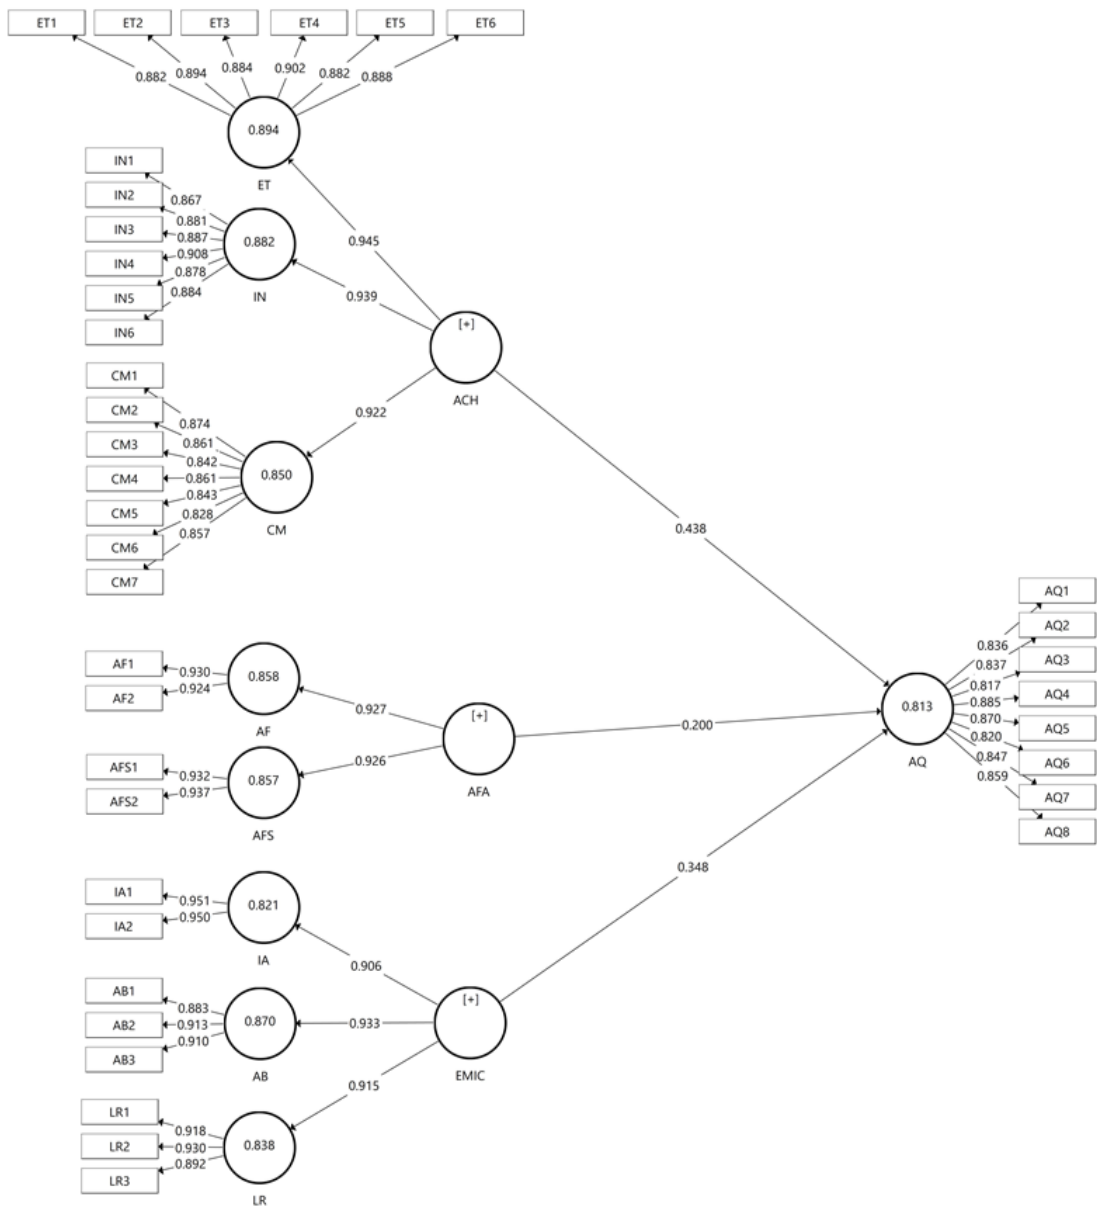 ET1 ET2 ET3 ET4 ET5 ET6
0.882 0.894 0.884 0.902 0.882 0.888
0.894
ET
IN1
IN2
IN3
IN4
IN5
IN6
0.867
0.881
0.887
0.908
0.878
0.884
0.882
IN
0.945
0.939
0.922
[+]
ACH
CM1
CM2
CM3
CM4
CM5
CM6
CM7
0.874
0.861
0.842
0.861
0.843
0.828
0.857
0.850
CM
0.438
AF1
AF2
0.930
0.924
0.858
AF
AFS1
AFS2
0.932
0.937
0.857
AFS
0.927
0.926
[+]
AFA
0.200
IA1
IA2
0.951
0.950
0.821
IA
AB1
AB2
AB3
0.883
0.913
0.910
0.870
AB
LR1
LR2
LR3
0.918
0.930
0.892
0.838
LR
0.906
0.933
0.915
[+]
EMIC
0.348
0.813
AQ
0.836
0.837
0.817
0.885
0.870
0.820
0.847
0.859
AQ1
AQ2
AQ3
AQ4
AQ5
AQ6
AQ7
AQ8